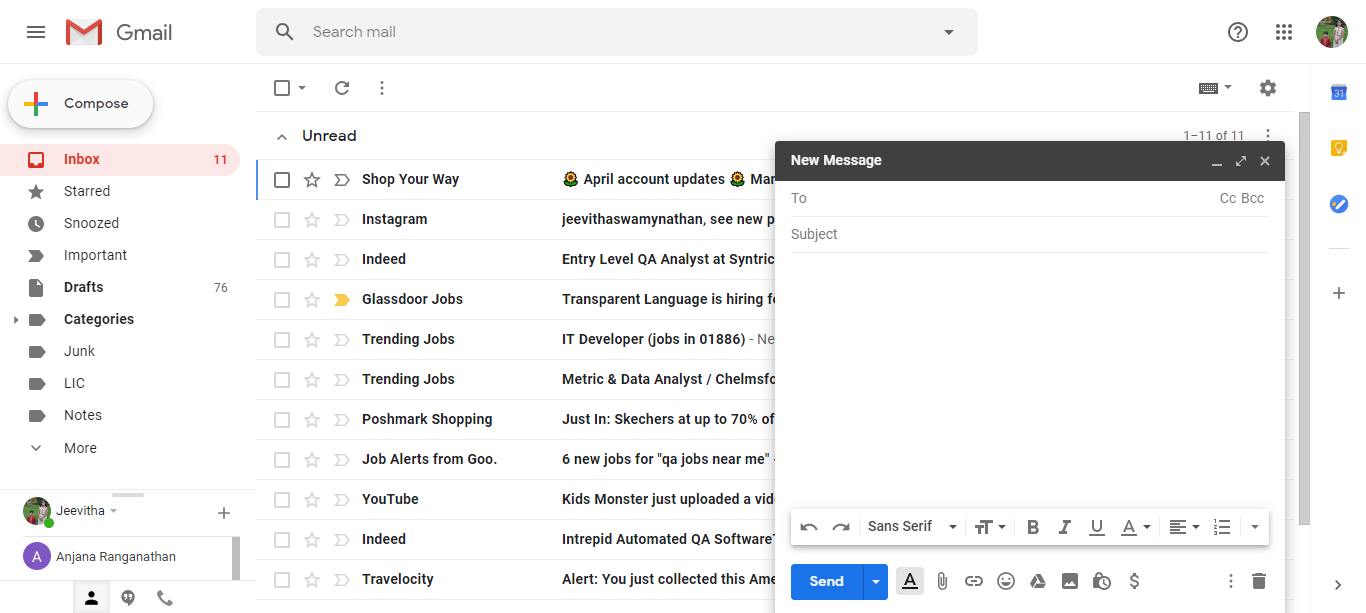 Gmail
Search mail
Compose
Inbox 11
Starred
Snoozed
Important
Drafts 76
Categories
Junk
LIC
Notes
More
Jeevitha
A Anjana Ranganathan
Unread 1–11 of 11
Shop Your Way 🌻 April account updates 🌻 Mar
Instagram jeevithaswamynathan, see new p
Indeed Entry Level QA Analyst at Syntric
Glassdoor Jobs Transparent Language is hiring fo
Trending Jobs IT Developer (jobs in 01886) - Ne
Trending Jobs Metric & Data Analyst / Chelmsfo
Poshmark Shopping Just In: Skechers at up to 70% of
Job Alerts from Goo. 6 new jobs for "qa jobs near me" -
YouTube Kids Monster just uploaded a vid
Indeed Intrepid Automated QA Software
Travelocity Alert: You just collected this Ame
New Message
To Cc Bcc
Subject
Sans Serif
Send
31